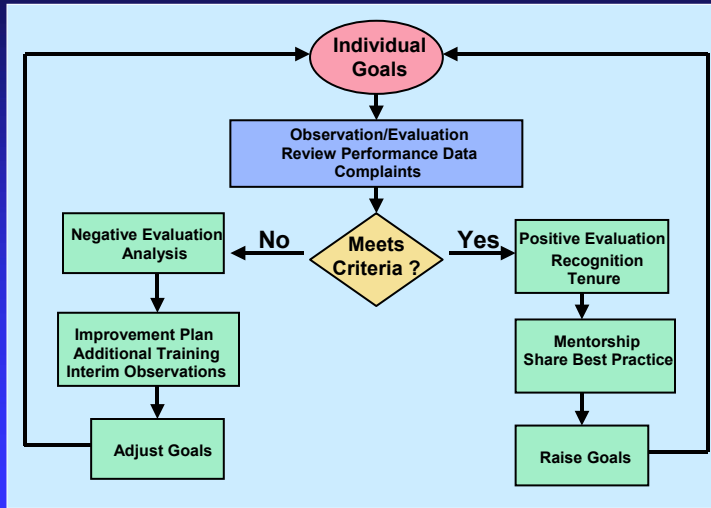 Individual
Goals
Observation/Evaluation
Review Performance Data
Complaints
Meets
Criteria ?
No
Yes
Negative Evaluation
Analysis
Improvement Plan
Additional Training
Interim Observations
Adjust Goals
Positive Evaluation
Recognition
Tenure
Mentorship
Share Best Practice
Raise Goals